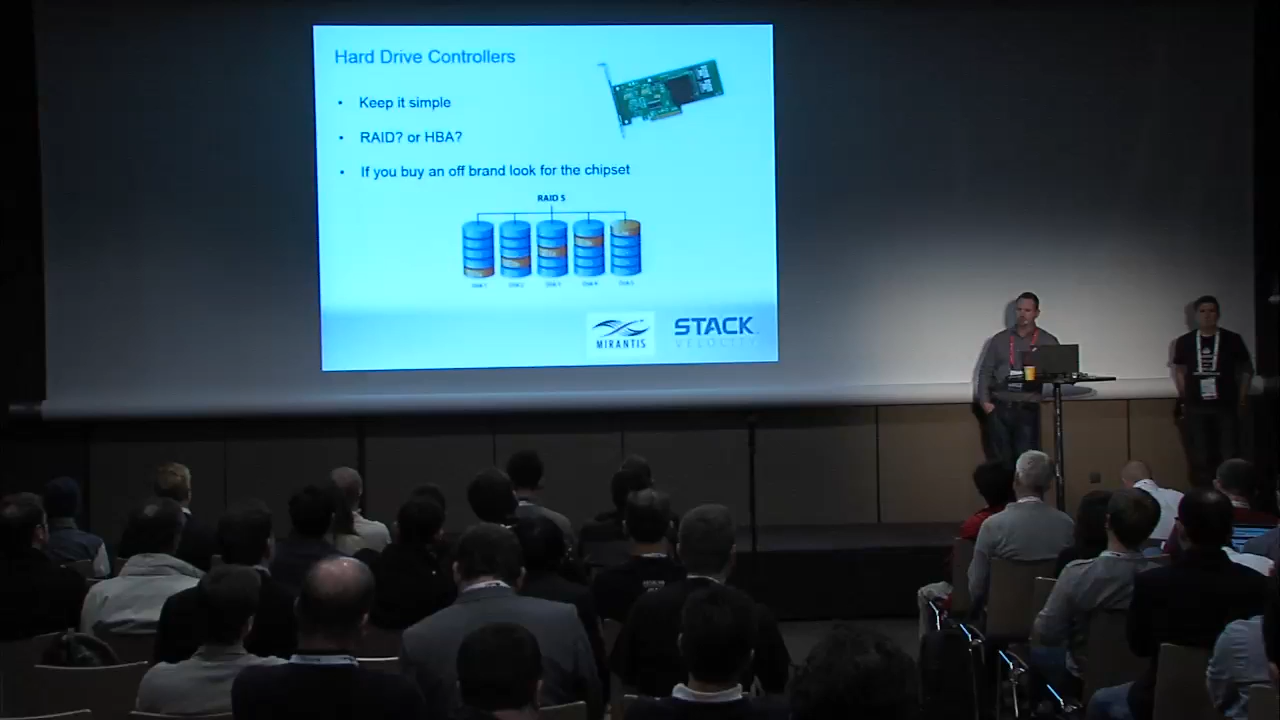 Hard Drive Controllers
• Keep it simple
• RAID? or HBA?
• If you buy an off brand look for the chipset
RAID 5
MIRANTIS
STACK
VELOCITY